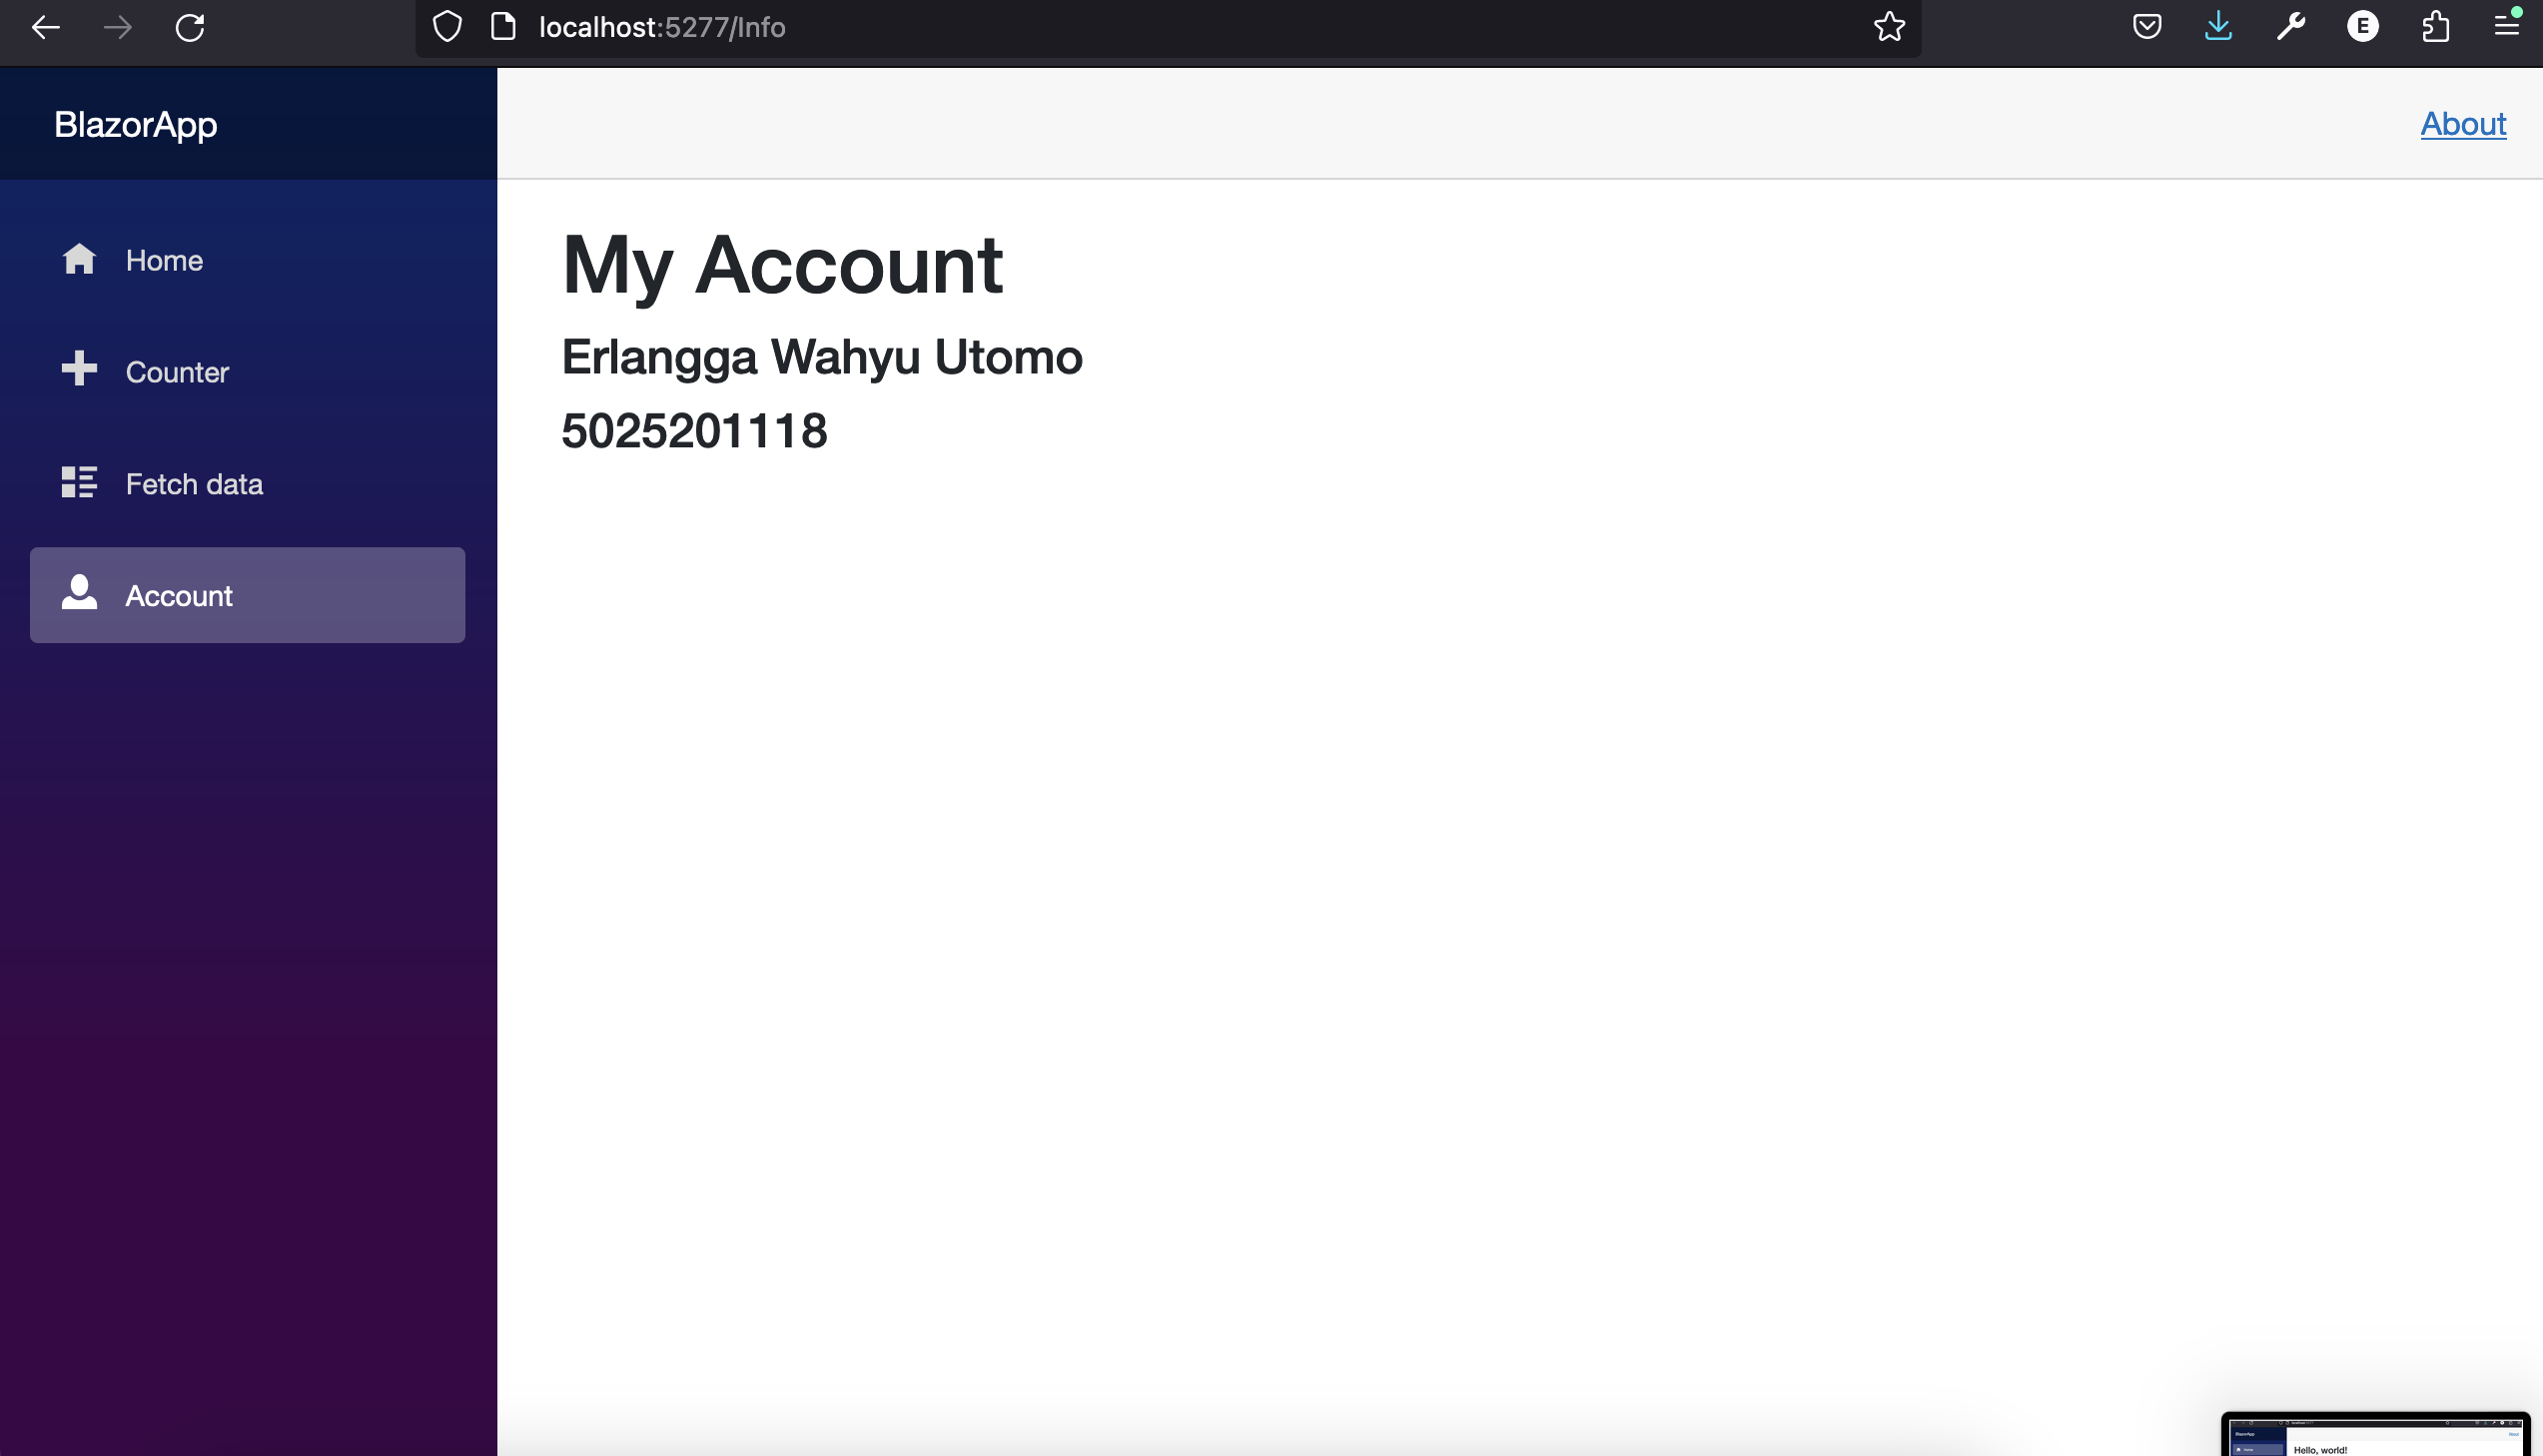 localhost:5277/Info
E
BlazorApp
About
Home
Counter
Fetch data
Account
My Account
Erlangga Wahyu Utomo
5025201118
Hello, world!